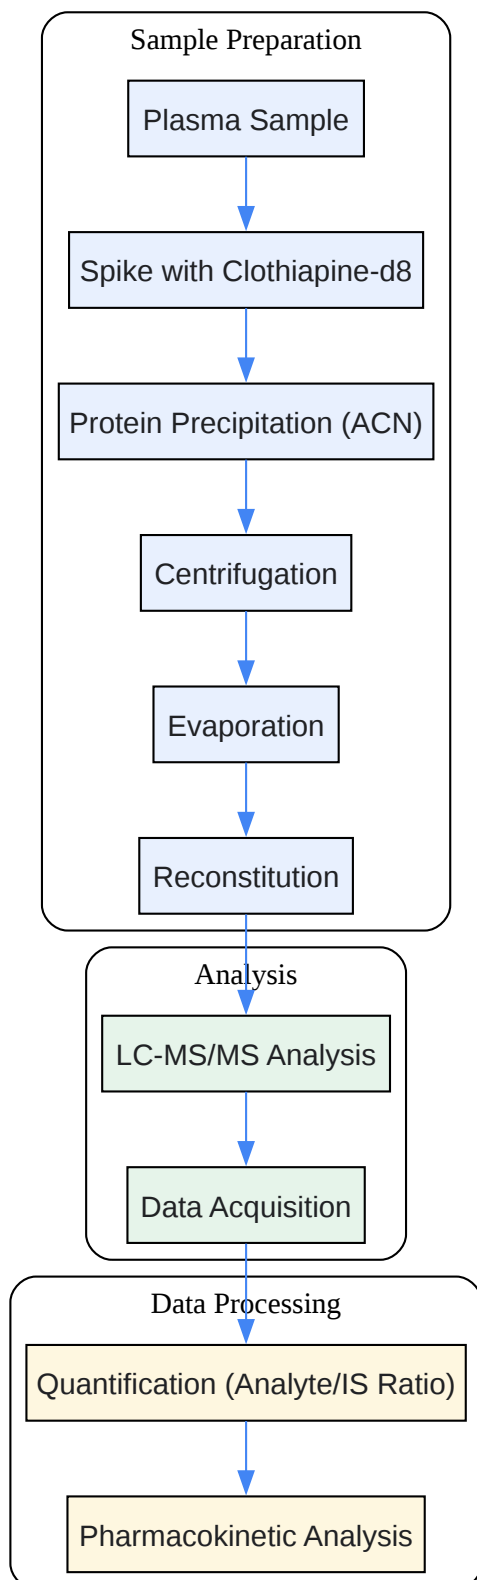 Sample Preparation
Plasma Sample
Spike with Clothiapine-d8
Protein Precipitation (ACN)
Centrifugation
Evaporation
Reconstitution
Analysis
LC-MS/MS Analysis
Data Acquisition
Data Processing
Quantification (Analyte/IS Ratio)
Pharmacokinetic Analysis